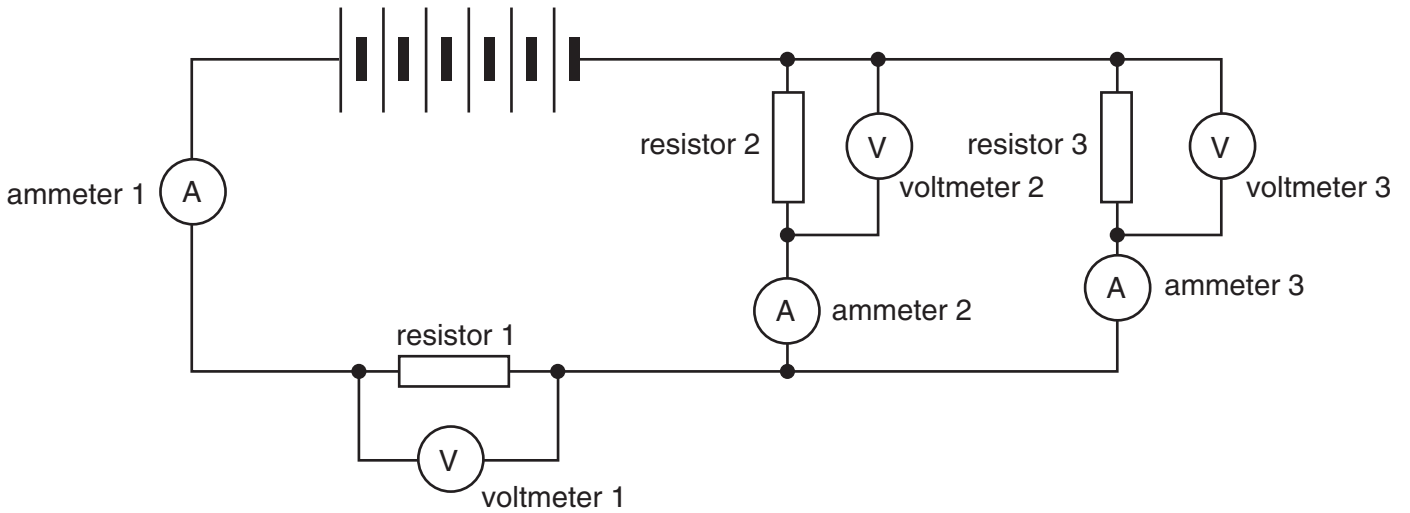 resistor 2
V
resistor 3
V
voltmeter 2
voltmeter 3
ammeter 1
A
A
ammeter 3
A
ammeter 2
resistor 1
V
voltmeter 1